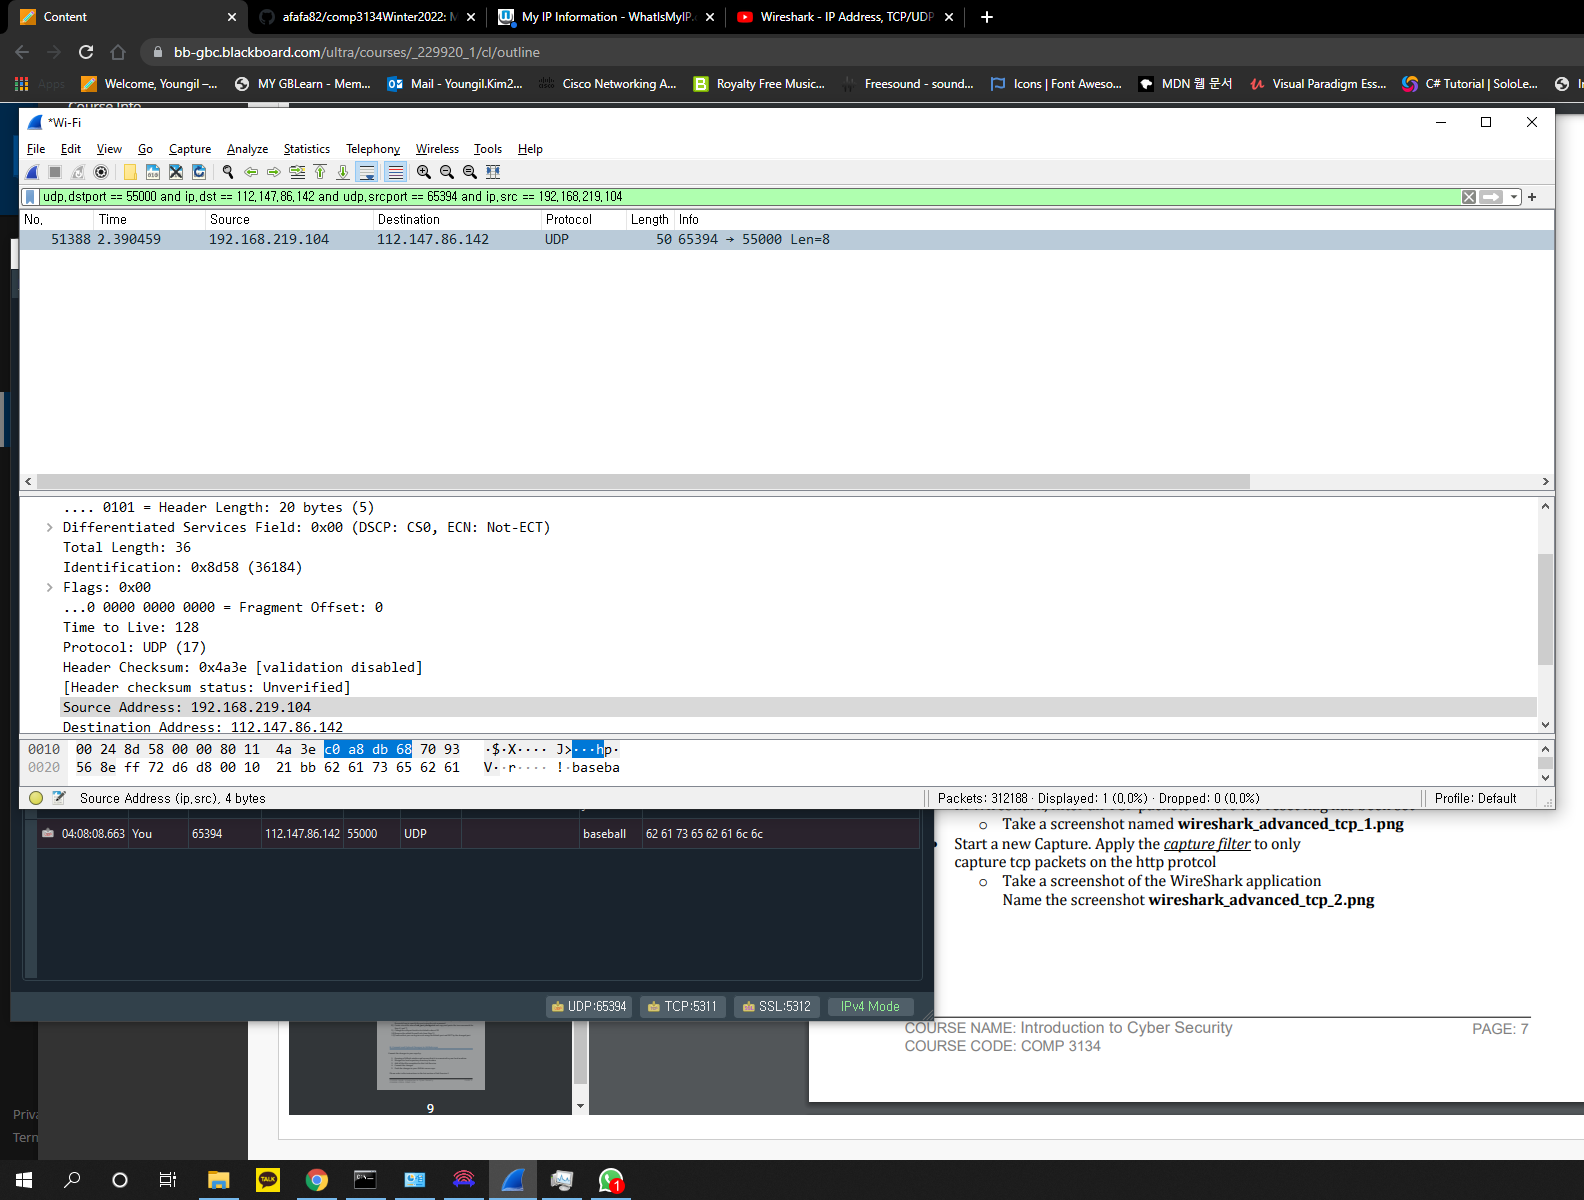 Content
afafa82/comp3134Winter2022: M
My IP Information - WhatIsMyIP.
Wireshark - IP Address, TCP/UDP
bb-gbc.blackboard.com/ultra/courses/_229920_1/cl/outline
Apps
Welcome, Youngil –...
MY GBLearn - Mem...
Mail - Youngil.Kim2...
Cisco Networking A...
Royalty Free Music...
Freesound - sound...
Icons | Font Aweso...
MDN 웹 문서
Visual Paradigm Ess...
C# Tutorial | SoloLe...
Course Info
*Wi-Fi
File Edit View Go Capture Analyze Statistics Telephony Wireless Tools Help
udp.dstport == 55000 and ip.dst == 112.147.86.142 and udp.srcport == 65394 and ip.src == 192.168.219.104
No. Time Source Destination Protocol Length Info
51388 2.390459 192.168.219.104 112.147.86.142 UDP 50 65394 → 55000 Len=8
.... 0101 = Header Length: 20 bytes (5)
Differentiated Services Field: 0x00 (DSCP: CS0, ECN: Not-ECT)
Total Length: 36
Identification: 0x8d58 (36184)
Flags: 0x00
...0 0000 0000 0000 = Fragment Offset: 0
Time to Live: 128
Protocol: UDP (17)
Header Checksum: 0x4a3e [validation disabled]
[Header checksum status: Unverified]
Source Address: 192.168.219.104
Destination Address: 112.147.86.142
0010 00 24 8d 58 00 00 80 11 4a 3e c0 a8 db 68 70 93 ·$·X···· J>···hp·
0020 56 8e ff 72 d6 d8 00 10 21 bb 62 61 73 65 62 61 V··r···· !·baseba
Source Address (ip.src), 4 bytes
Packets: 312188 · Displayed: 1 (0.0%) · Dropped: 0 (0.0%)
Profile: Default
04:08:08.663 You 65394 112.147.86.142 55000 UDP baseball 62 61 73 65 62 61 6c 6c
o Take a screenshot named wireshark_advanced_tcp_1.png
Start a new Capture. Apply the capture filter to only
capture tcp packets on the http protcol
o Take a screenshot of the WireShark application
Name the screenshot wireshark_advanced_tcp_2.png
UDP:65394
TCP:5311
SSL:5312
IPv4 Mode
COURSE NAME: Introduction to Cyber Security
PAGE: 7
COURSE CODE: COMP 3134
9
Priva
Term
TALK
1